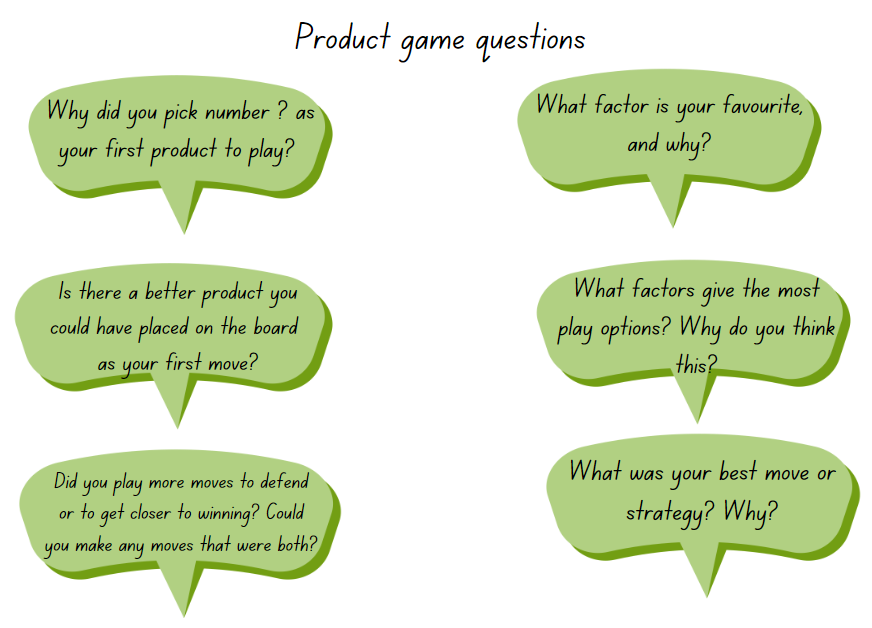 Product game questions
Why did you pick number ? as
your first product to play?
What factor is your favourite,
and why?
Is there a better product you
could have placed on the board
as your first move?
What factors give the most
play options? Why do you think
this?
Did you play more moves to defend
or to get closer to winning? Could
you make any moves that were both?
What was your best move or
strategy? Why?